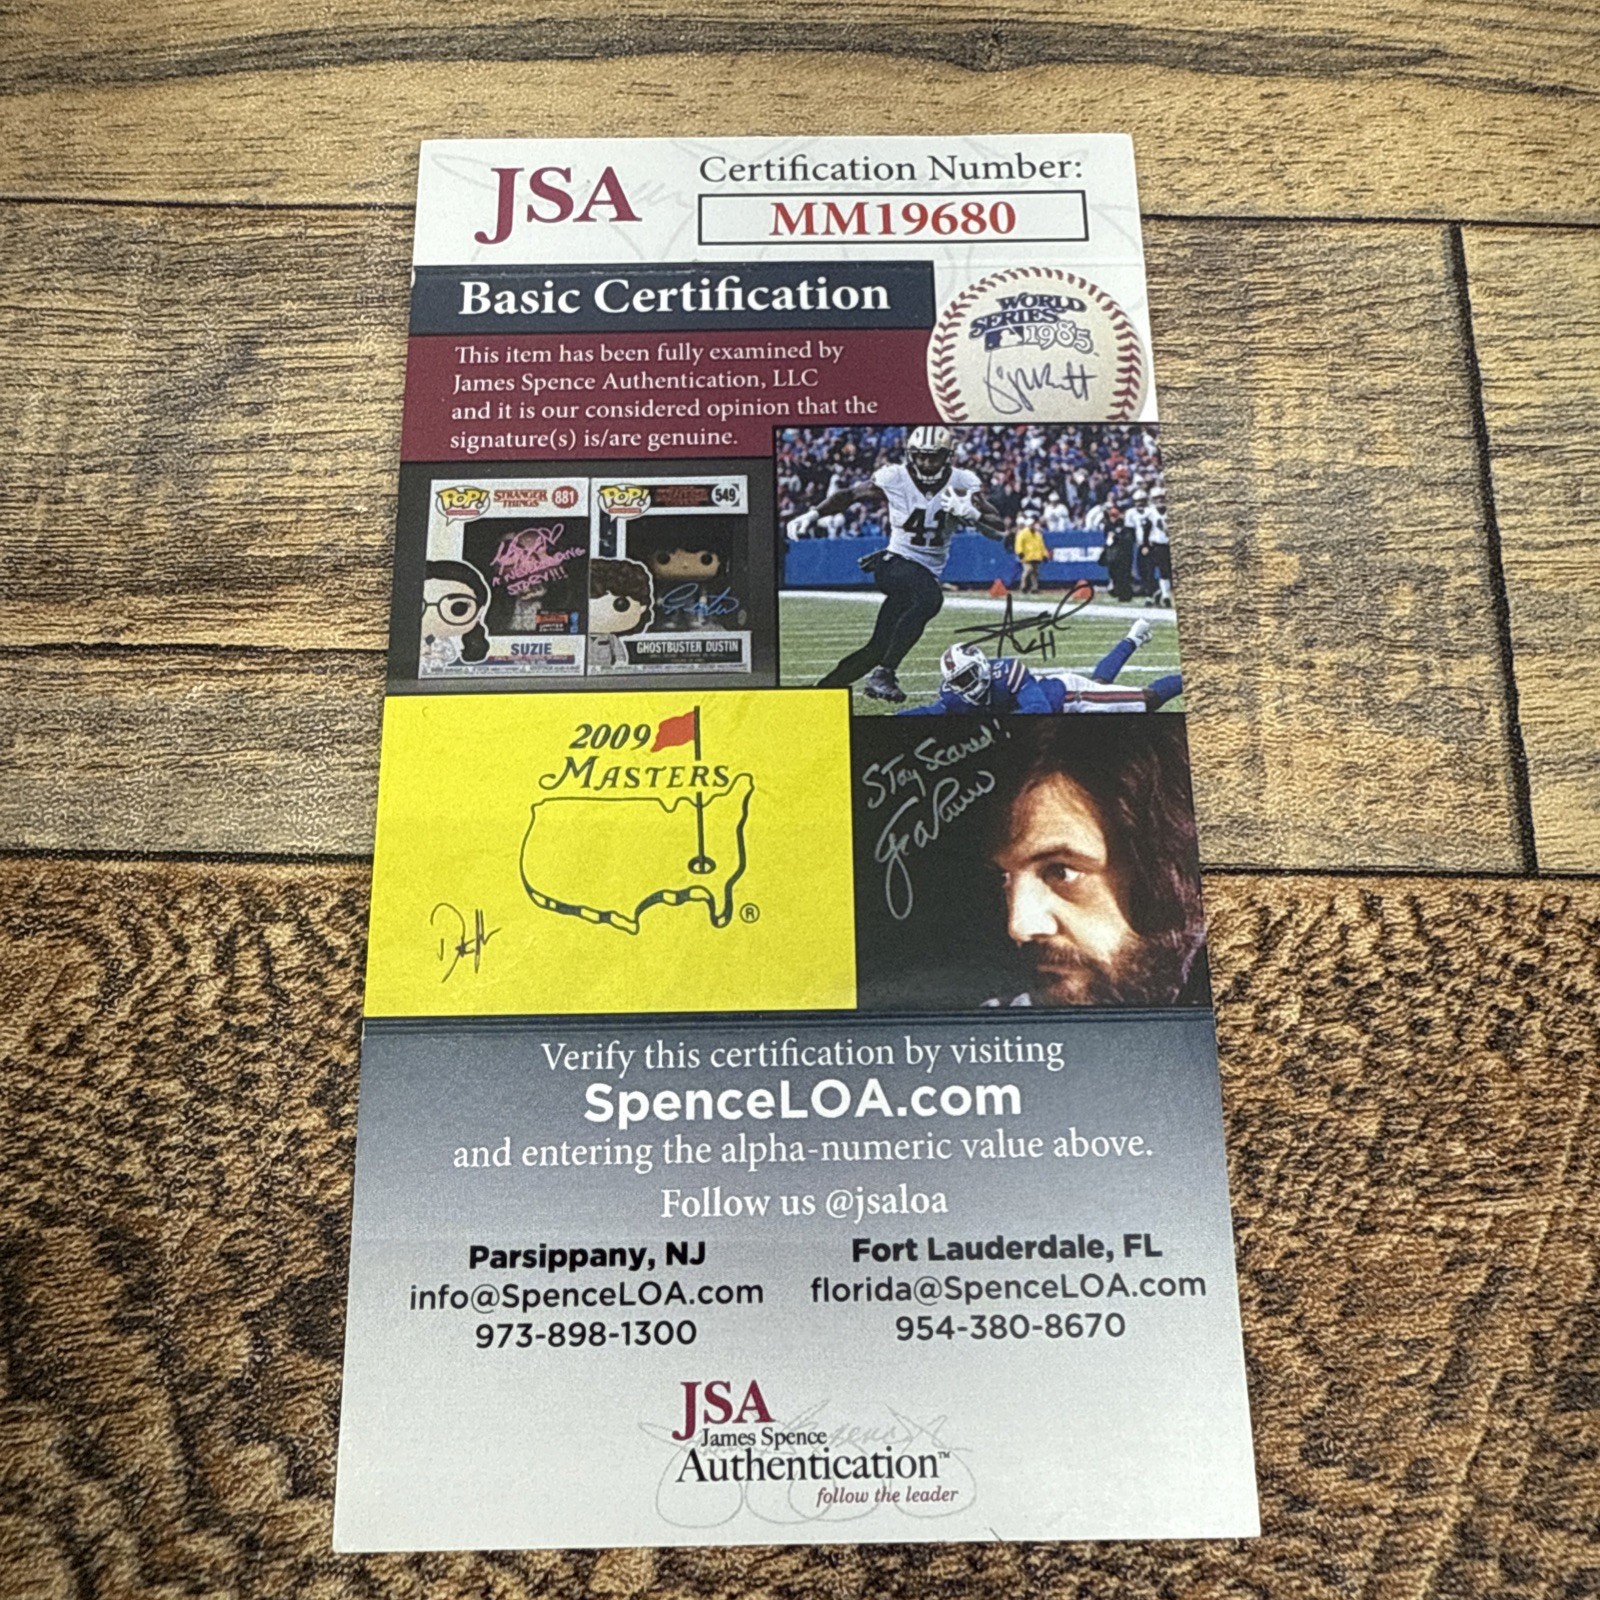 JSA
Certification Number:
MM19680
Basic Certification
This item has been fully examined by
James Spence Authentication, LLC
and it is our considered opinion that the
signature(s) is/are genuine.
WORLD
SERIES
1985
POP!
STRANGER
THINGS
881
SUZIE
POP!
549
GHOSTBUSTER DUSTIN
41
2009
MASTERS
®
Stay Scared!
Verify this certification by visiting
SpenceLOA.com
and entering the alpha-numeric value above.
Follow us @jsaloa
Parsippany, NJ
info@SpenceLOA.com
973-898-1300
Fort Lauderdale, FL
florida@SpenceLOA.com
954-380-8670
JSA
James Spence
Authentication™
follow the leader